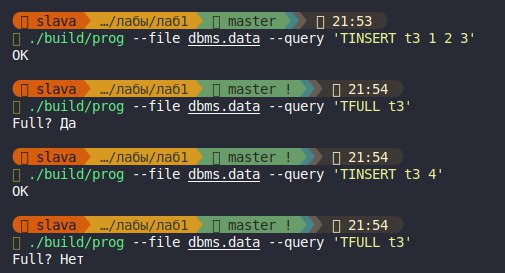 slava …/лабы/лаб1 master 21:53
./build/prog --file dbms.data --query 'TINSERT t3 1 2 3'
OK
slava …/лабы/лаб1 master ! 21:54
./build/prog --file dbms.data --query 'TFULL t3'
Full? Да
slava …/лабы/лаб1 master ! 21:54
./build/prog --file dbms.data --query 'TINSERT t3 4'
OK
slava …/лабы/лаб1 master ! 21:54
./build/prog --file dbms.data --query 'TFULL t3'
Full? Нет